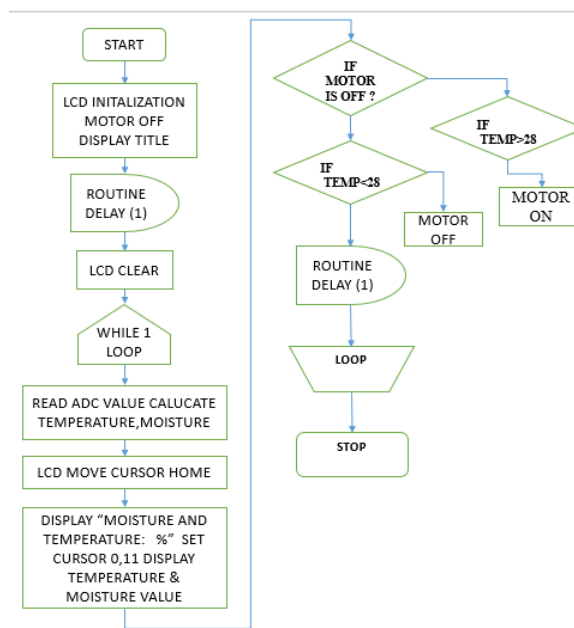 START
LCD INITALIZATION
MOTOR OFF
DISPLAY TITLE
ROUTINE
DELAY (1)
LCD CLEAR
WHILE 1
LOOP
READ ADC VALUE CALUCATE
TEMPERATURE,MOISTURE
LCD MOVE CURSOR HOME
DISPLAY “MOISTURE AND
TEMPERATURE: %” SET
CURSOR 0,11 DISPLAY
TEMPERATURE &
MOISTURE VALUE
IF
MOTOR
IS OFF ?
IF
TEMP>28
MOTOR
ON
IF
TEMP<28
MOTOR
OFF
ROUTINE
DELAY (1)
LOOP
STOP